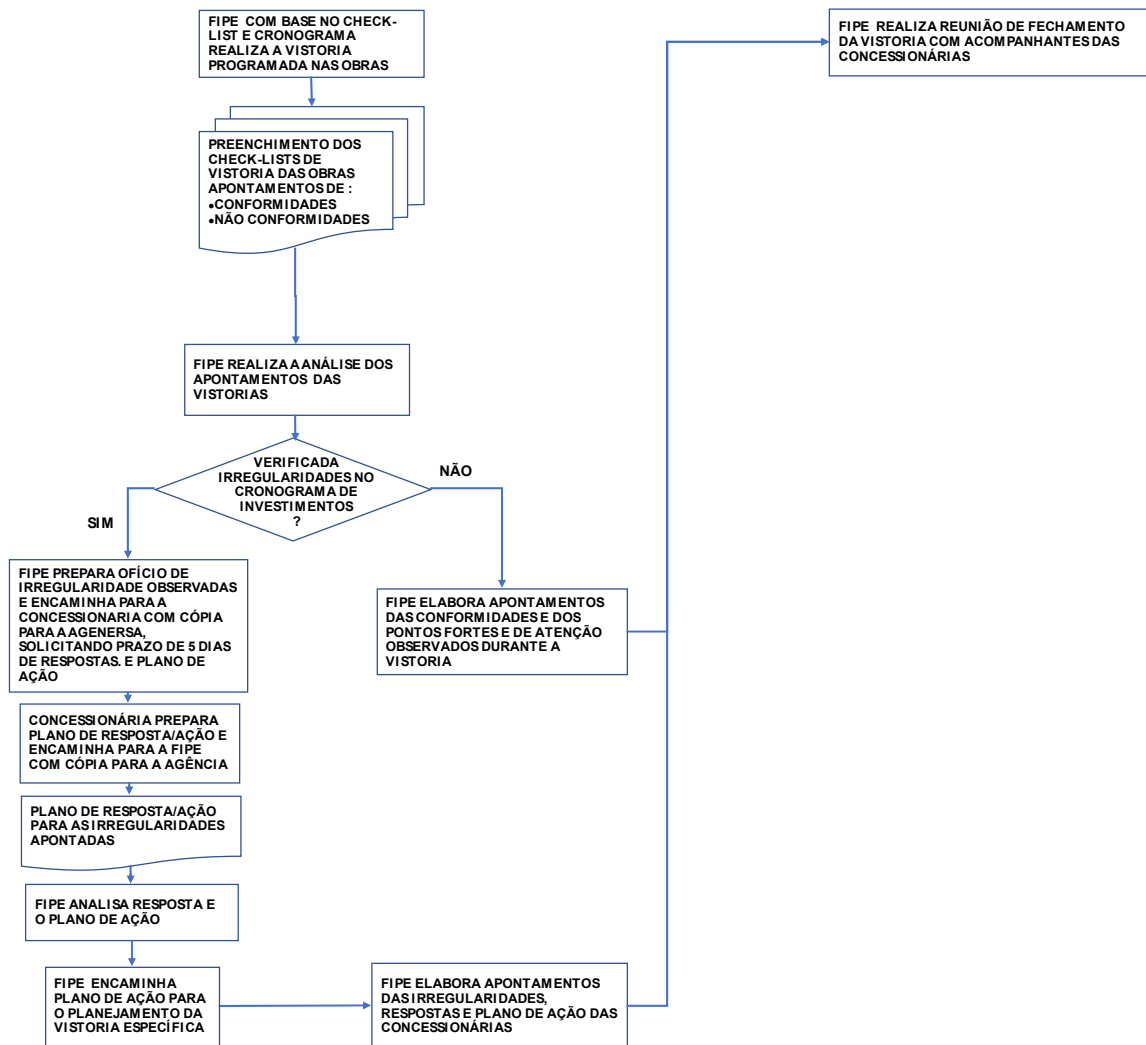 FIPE COM BASE NO CHECK-
LIST E CRONOGRAMA
REALIZA A VISTORIA
PROGRAMADA NAS OBRAS
FIPE REALIZA REUNIÃO DE FECHAMENTO
DA VISTORIA COM ACOMPANHANTES DAS
CONCESSIONÁRIAS
PREENCHIMENTO DOS
CHECK-LISTS DE
VISTORIA DAS OBRAS
APONTAMENTOS DE :
•CONFORMIDADES
•NÃO CONFORMIDADES
FIPE REALIZA A ANÁLISE DOS
APONTAMENTOS DAS
VISTORIAS
VERIFICADA
IRREGULARIDADES NO
CRONOGRAMA DE
INVESTIMENTOS
?
NÃO
SIM
FIPE PREPARA OFÍCIO DE
IRREGULARIDADE OBSERVADAS
E ENCAMINHA PARA A
CONCESSIONARIA COM CÓPIA
PARA A AGENERSA,
SOLICITANDO PRAZO DE 5 DIAS
DE RESPOSTAS. E PLANO DE
AÇÃO
FIPE ELABORA APONTAMENTOS
DAS CONFORMIDADES E DOS
PONTOS FORTES E DE ATENÇÃO
OBSERVADOS DURANTE A
VISTORIA
CONCESSIONÁRIA PREPARA
PLANO DE RESPOSTA/AÇÃO E
ENCAMINHA PARA A FIPE
COM CÓPIA PARA A AGÊNCIA
PLANO DE RESPOSTA/AÇÃO
PARA AS IRREGULARIDADES
APONTADAS
FIPE ANALISA RESPOSTA E
O PLANO DE AÇÃO
FIPE ENCAMINHA
PLANO DE AÇÃO PARA
O PLANEJAMENTO DA
VISTORIA ESPECÍFICA
FIPE ELABORA APONTAMENTOS
DAS IRREGULARIDADES,
RESPOSTAS E PLANO DE AÇÃO DAS
CONCESSIONÁRIAS